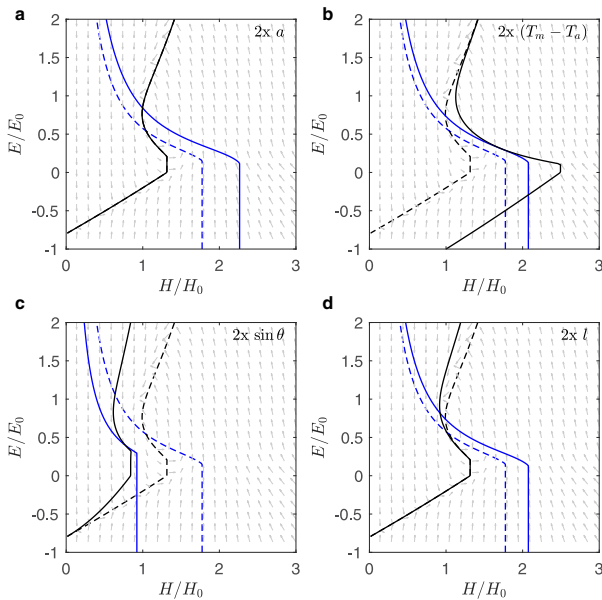 a
2x a
2
1.5
1
0.5
0
-0.5
-1
E/E₀
0 1 2 3
H/H₀
b
2x (Tₘ − Tₐ)
2
1.5
1
0.5
0
-0.5
-1
E/E₀
0 1 2 3
H/H₀
c
2x sin θ
2
1.5
1
0.5
0
-0.5
-1
E/E₀
0 1 2 3
H/H₀
d
2x l
2
1.5
1
0.5
0
-0.5
-1
E/E₀
0 1 2 3
H/H₀